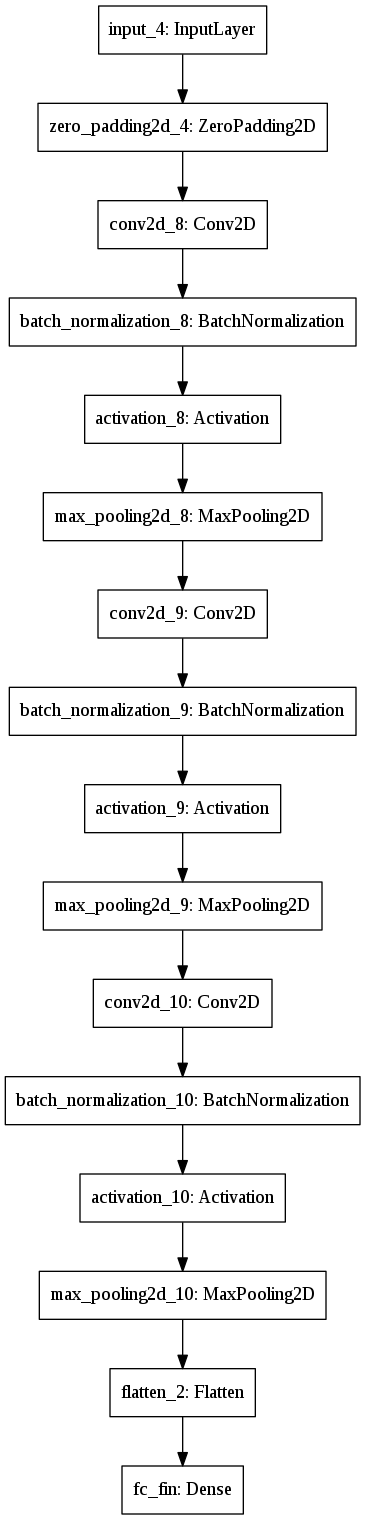 input_4: InputLayer
zero_padding2d_4: ZeroPadding2D
conv2d_8: Conv2D
batch_normalization_8: BatchNormalization
activation_8: Activation
max_pooling2d_8: MaxPooling2D
conv2d_9: Conv2D
batch_normalization_9: BatchNormalization
activation_9: Activation
max_pooling2d_9: MaxPooling2D
conv2d_10: Conv2D
batch_normalization_10: BatchNormalization
activation_10: Activation
max_pooling2d_10: MaxPooling2D
flatten_2: Flatten
fc_fin: Dense